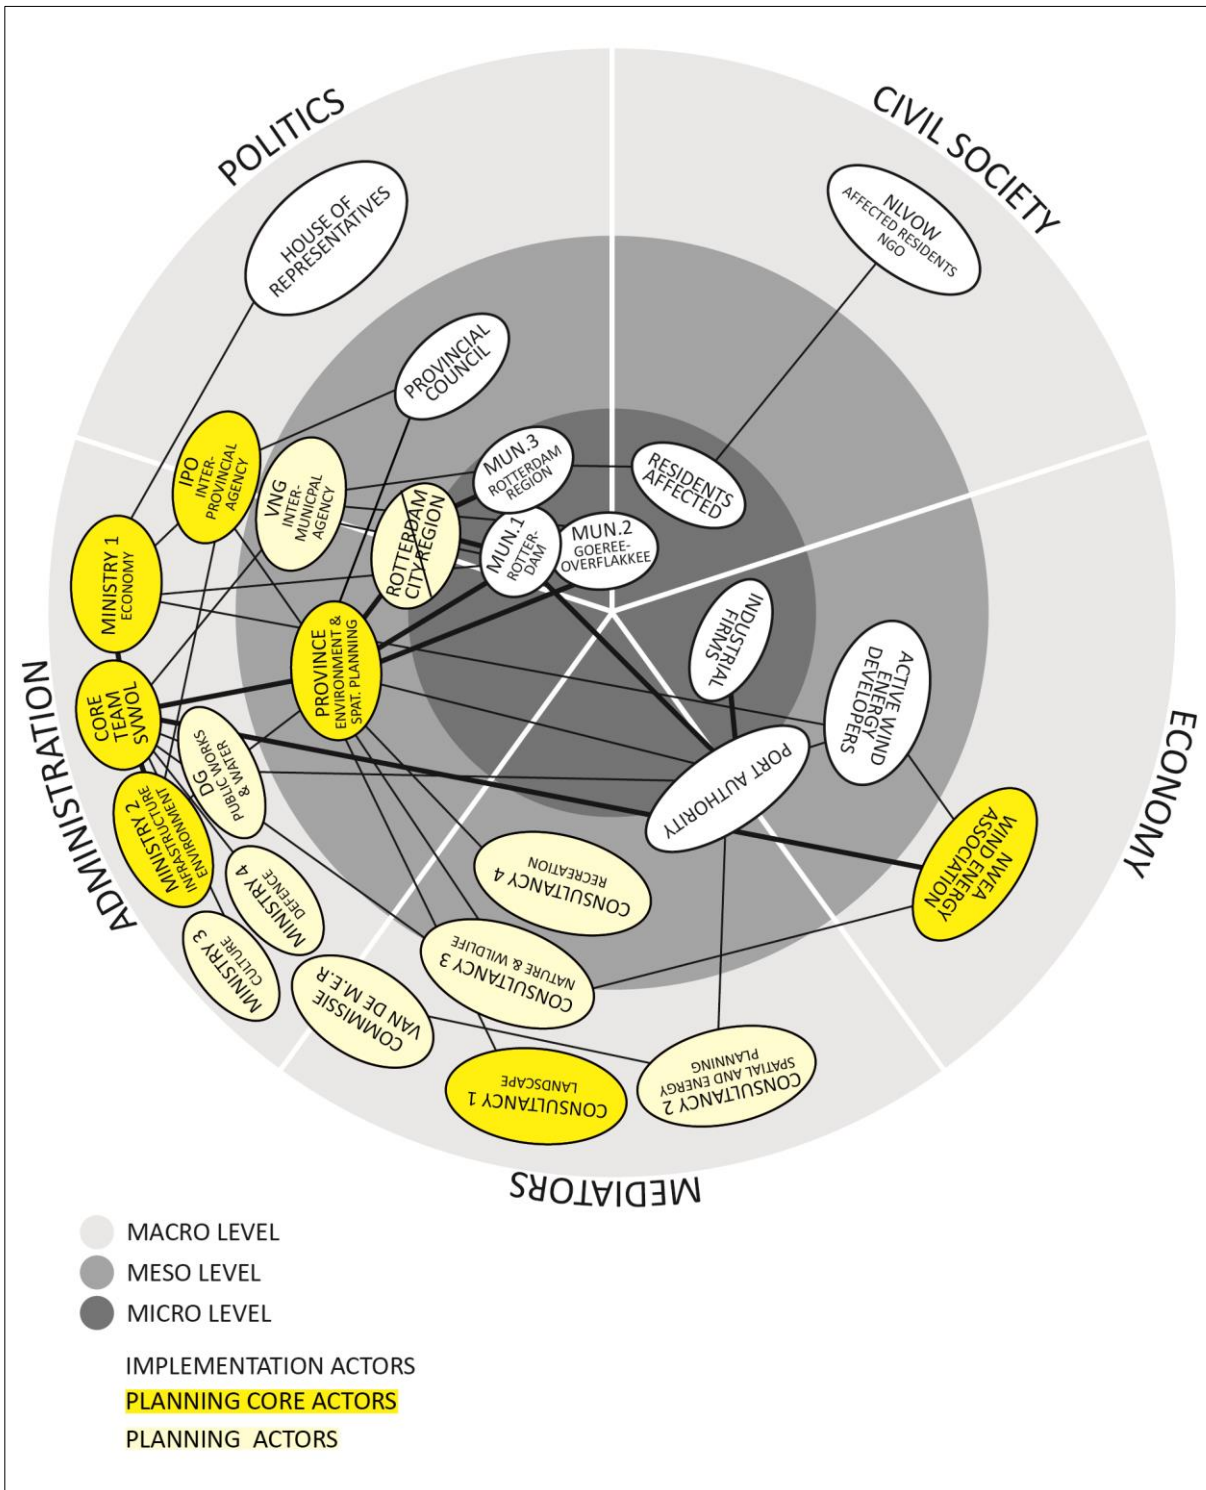 POLITICS
CIVIL SOCIETY
HOUSE OF
REPRESENTATIVES
NLVOW
AFFECTED RESIDENTS
NGO
PROVINCIAL
COUNCIL
IPO
INTER-
PROVINCIAL
AGENCY
VNG
INTER-
MUNICPAL
AGENCY
MUN.3
ROTTERDAM
REGION
RESIDENTS
AFFECTED
ROTTERDAM
CITY REGION
MUN.1
ROTTER-
DAM
MUN.2
GOEREE-
OVERFLAKKEE
MINISTRY 1
ECONOMY
PROVINCE
ENVIRONMENT &
SPAT. PLANNING
INDUSTRIAL
FIRMS
ACTIVE WIND
ENERGY
DEVELOPERS
CORE
TEAM
SVWOL
DG
PUBLIC WORKS
& WATER
PORT AUTHORITY
ECONOMY
ADMINISTRATION
MINISTRY 2
INFRASTRUCTURE
ENVIRONMENT
NWEA
WIND ENERGY
ASSOCIATION
MINISTRY 4
DEFENCE
CONSULTANCY 4
RECREATION
MINISTRY 3
CULTURE
CONSULTANCY 3
NATURE & WILDLIFE
COMMISSIE
VAN DE M.E.R
CONSULTANCY 1
LANDSCAPE
CONSULTANCY 2
SPATIAL AND ENERGY
PLANNING
MEDIATORS
MACRO LEVEL
MESO LEVEL
MICRO LEVEL
IMPLEMENTATION ACTORS
PLANNING CORE ACTORS
PLANNING ACTORS